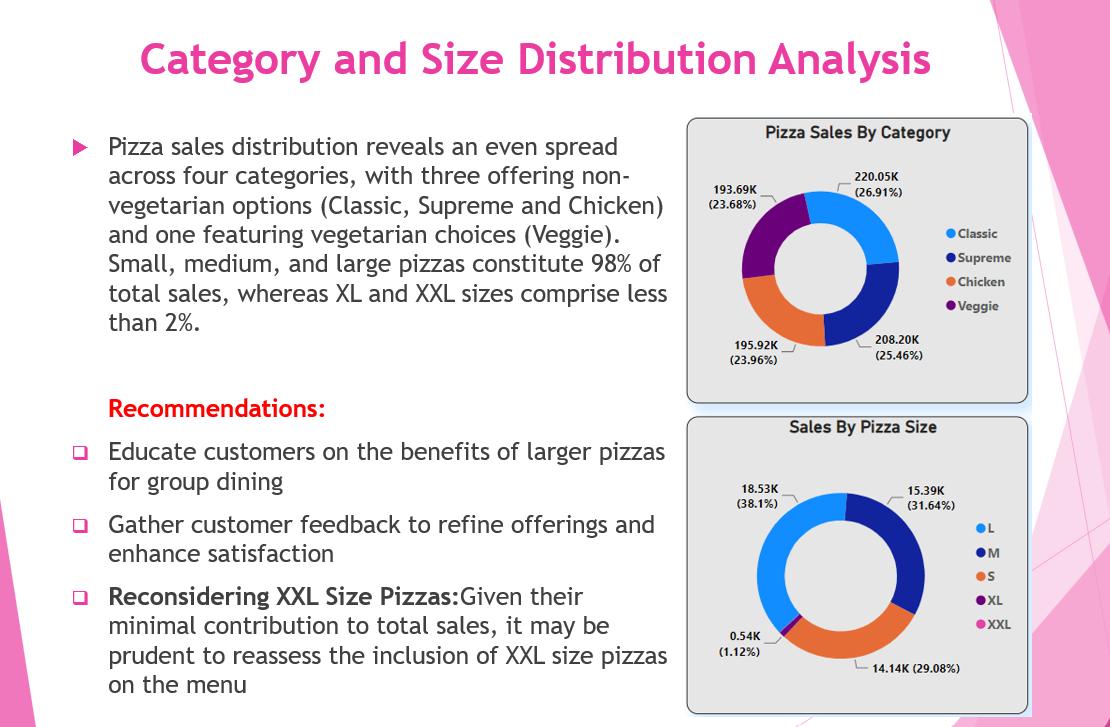 Category and Size Distribution Analysis
Pizza sales distribution reveals an even spread
across four categories, with three offering non-
vegetarian options (Classic, Supreme and Chicken)
and one featuring vegetarian choices (Veggie).
Small, medium, and large pizzas constitute 98% of
total sales, whereas XL and XXL sizes comprise less
than 2%.
Recommendations:
Educate customers on the benefits of larger pizzas
for group dining
Gather customer feedback to refine offerings and
enhance satisfaction
Reconsidering XXL Size Pizzas:Given their
minimal contribution to total sales, it may be
prudent to reassess the inclusion of XXL size pizzas
on the menu
Pizza Sales By Category
220.05K
(26.91%)
193.69K
(23.68%)
195.92K
(23.96%)
208.20K
(25.46%)
Classic
Supreme
Chicken
Veggie
Sales By Pizza Size
18.53K
(38.1%)
15.39K
(31.64%)
0.54K
(1.12%)
14.14K (29.08%)
L
M
S
XL
XXL